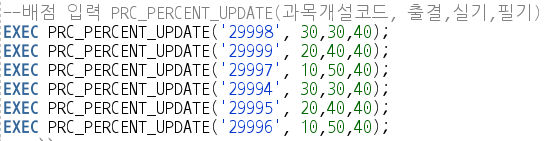 --배점 입력 PRC_PERCENT_UPDATE(과목개설코드, 출결,실기,필기)
EXEC PRC_PERCENT_UPDATE('29998', 30,30,40);
EXEC PRC_PERCENT_UPDATE('29999', 20,40,40);
EXEC PRC_PERCENT_UPDATE('29997', 10,50,40);
EXEC PRC_PERCENT_UPDATE('29994', 30,30,40);
EXEC PRC_PERCENT_UPDATE('29995', 20,40,40);
EXEC PRC_PERCENT_UPDATE('29996', 10,50,40);